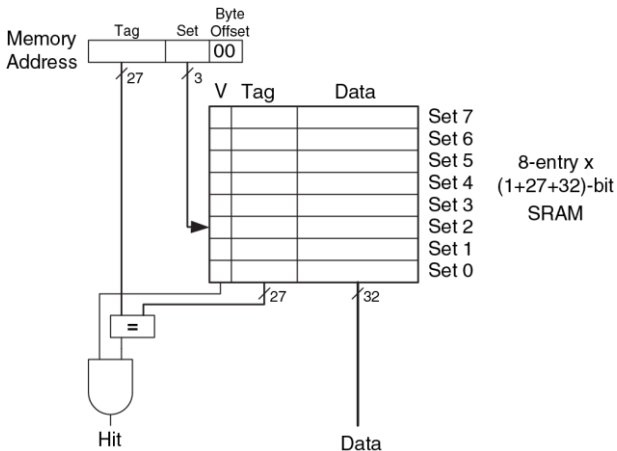 Memory
Address
Tag
Set
Byte
Offset
00
27
3
V
Tag
Data
Set 7
Set 6
Set 5
Set 4
Set 3
Set 2
Set 1
Set 0
8-entry x
(1+27+32)-bit
SRAM
27
32
=
Hit
Data